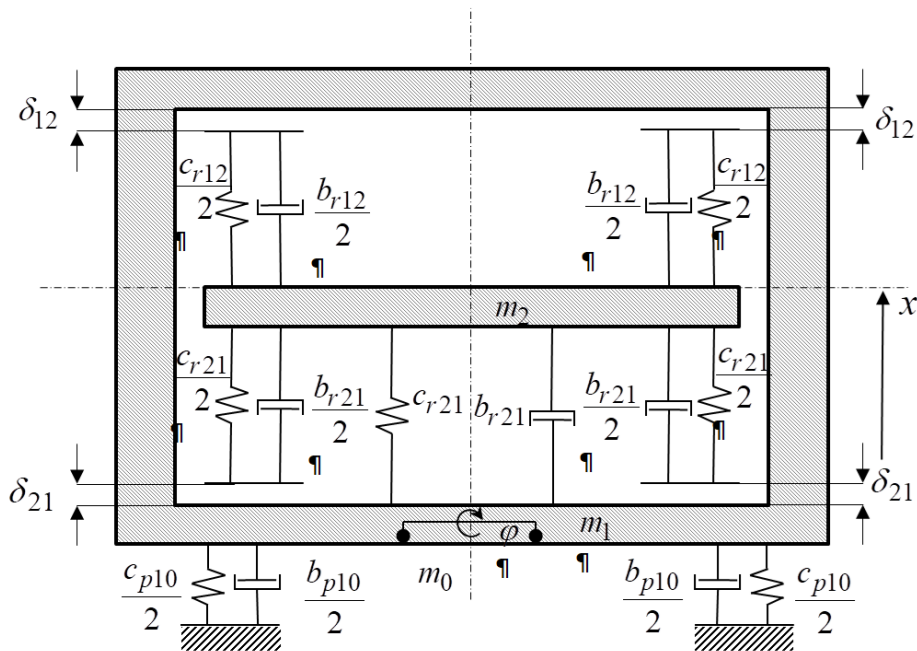 δ12 δ12
cr12/2 br12/2 br12/2 cr12/2
¶ ¶ ¶ ¶
m2 x
cr21/2 br21/2 cr21 br21 br21/2 cr21/2
¶ ¶ ¶ ¶
δ21 δ21
φ m1
cp10/2 bp10/2 m0 ¶ ¶ bp10/2 cp10/2